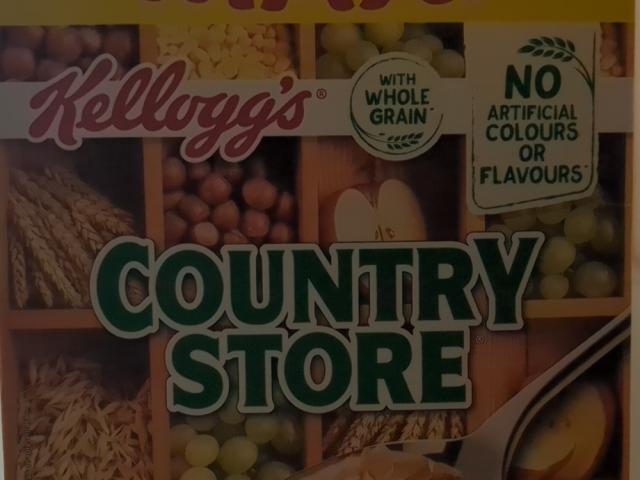 Kellogg's®
WITH
WHOLE
GRAIN
NO
ARTIFICIAL
COLOURS
OR
FLAVOURS
COUNTRY
STORE